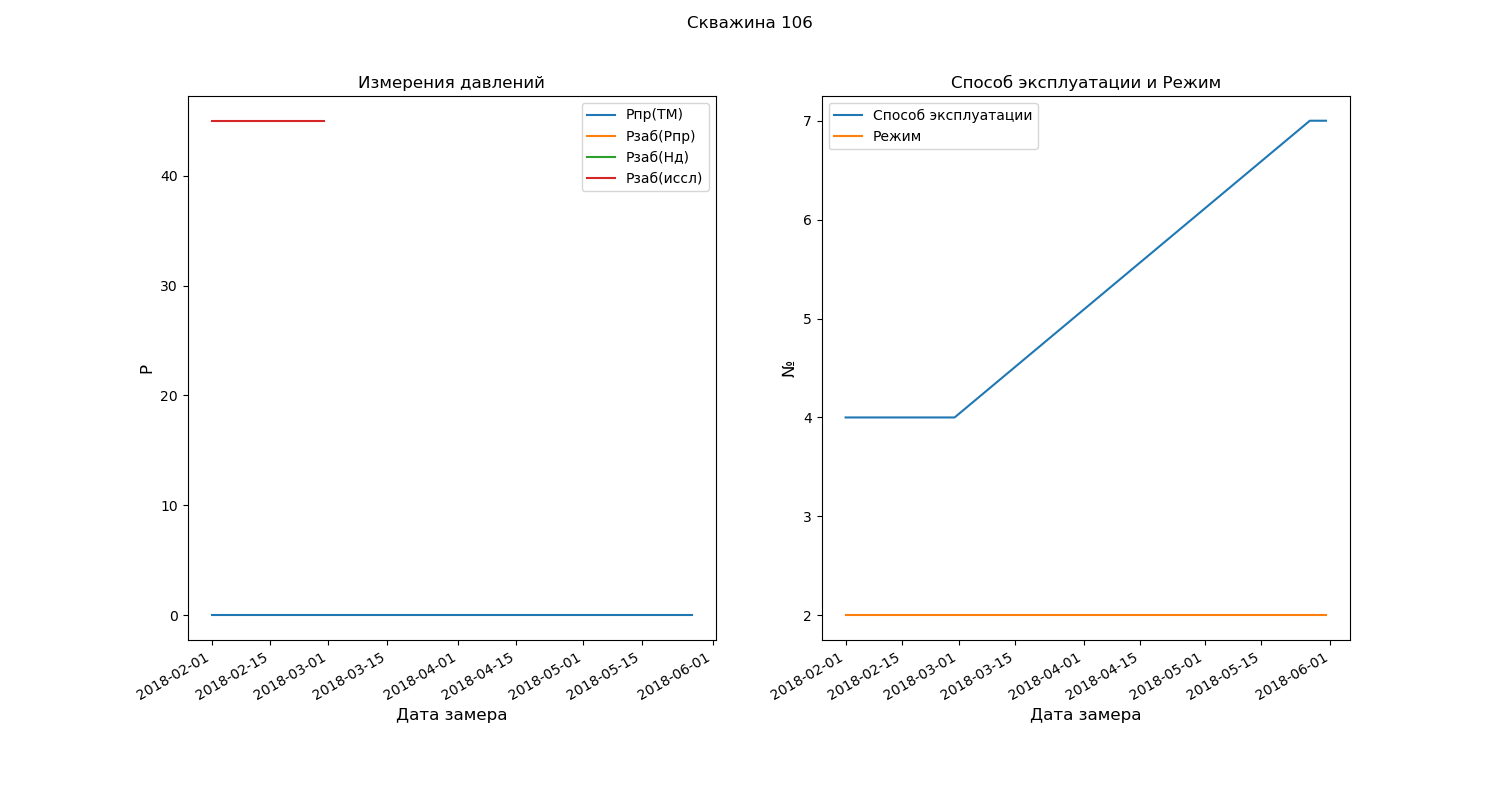 Скважина 106
Измерения давлений
Рпр(ТМ)
Рзаб(Рпр)
Рзаб(Нд)
Рзаб(иссл)
40
30
20
10
0
Р
2018-02-01
2018-02-15
2018-03-01
2018-03-15
2018-04-01
2018-04-15
2018-05-01
2018-05-15
2018-06-01
Дата замера
Способ эксплуатации и Режим
Способ эксплуатации
Режим
7
6
5
4
3
2
№
2018-02-01
2018-02-15
2018-03-01
2018-03-15
2018-04-01
2018-04-15
2018-05-01
2018-05-15
2018-06-01
Дата замера